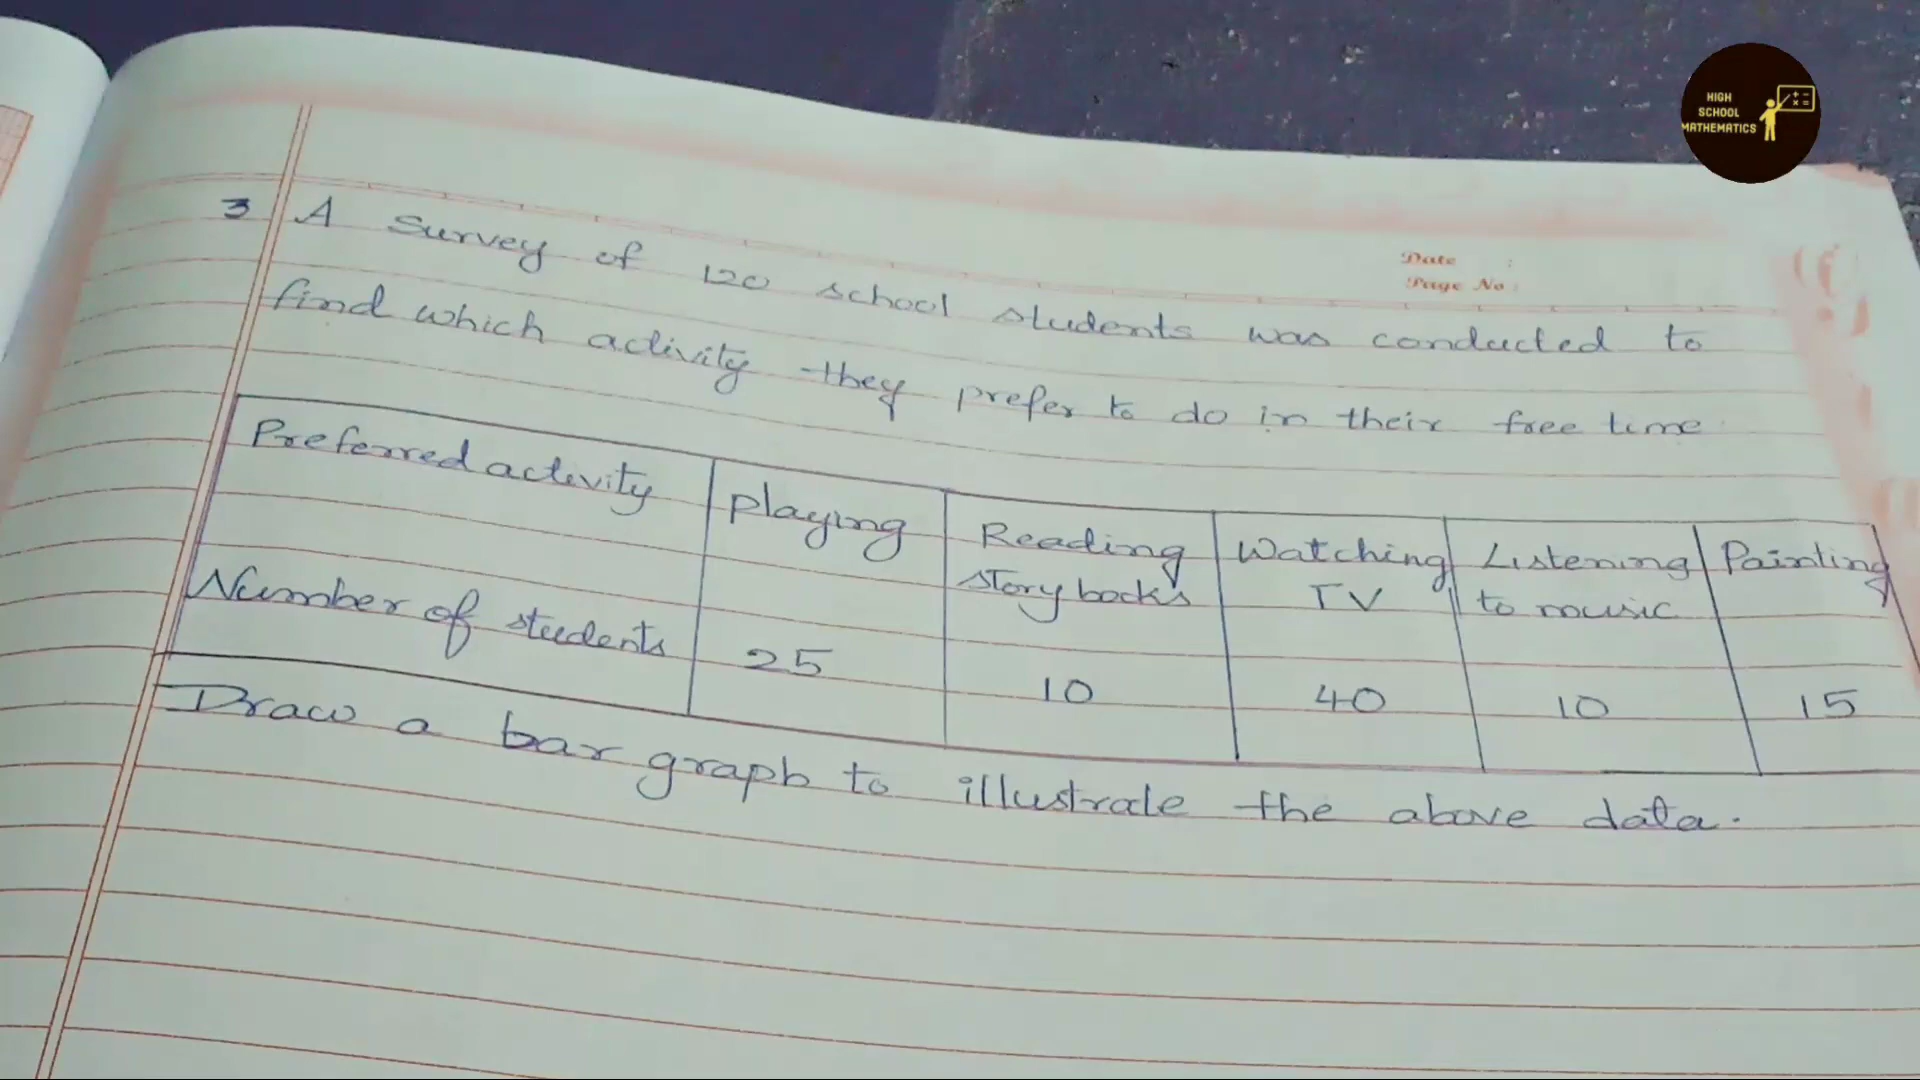 HIGH
SCHOOL
MATHEMATICS
Date :
Page No :
3 A Survey of 120 school students was conducted to
find which activity they prefer to do in their free time
Preferred activity Playing Reading story books Watching TV Listening to music Painting
Number of students 25 10 40 10 15
Draw a bar graph to illustrate the above data.